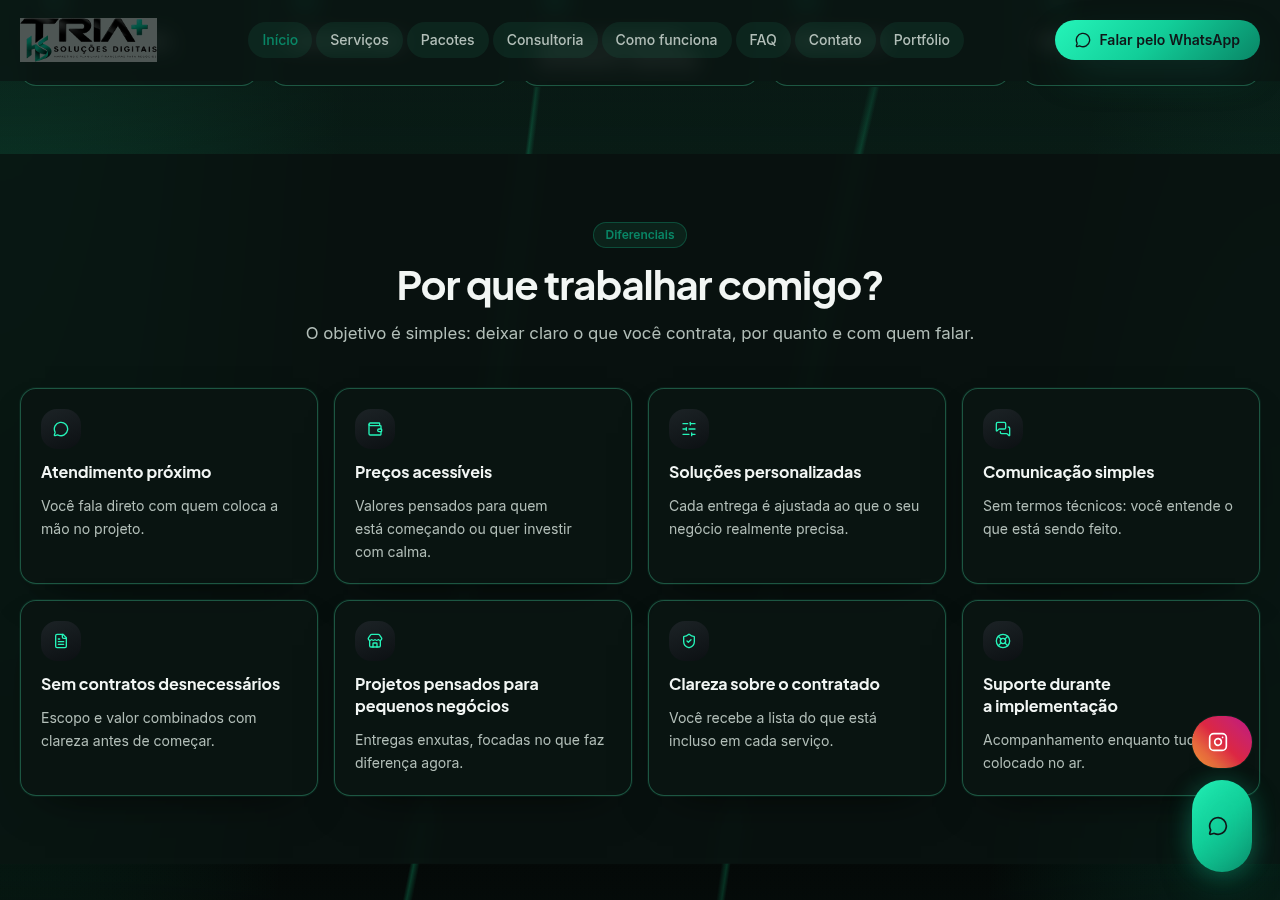 TRIA+
SOLUÇÕES DIGITAIS
Início
Serviços
Pacotes
Consultoria
Como funciona
FAQ
Contato
Portfólio
Falar pelo WhatsApp
Diferenciais
Por que trabalhar comigo?
O objetivo é simples: deixar claro o que você contrata, por quanto e com quem falar.
Atendimento próximo
Você fala direto com quem coloca a
mão no projeto.
Preços acessíveis
Valores pensados para quem
está começando ou quer investir
com calma.
Soluções personalizadas
Cada entrega é ajustada ao que o seu
negócio realmente precisa.
Comunicação simples
Sem termos técnicos: você entende o
que está sendo feito.
Sem contratos desnecessários
Escopo e valor combinados com
clareza antes de começar.
Projetos pensados para
pequenos negócios
Entregas enxutas, focadas no que faz
diferença agora.
Clareza sobre o contratado
Você recebe a lista do que está
incluso em cada serviço.
Suporte durante
a implementação
Acompanhamento enquanto
colocado no ar.